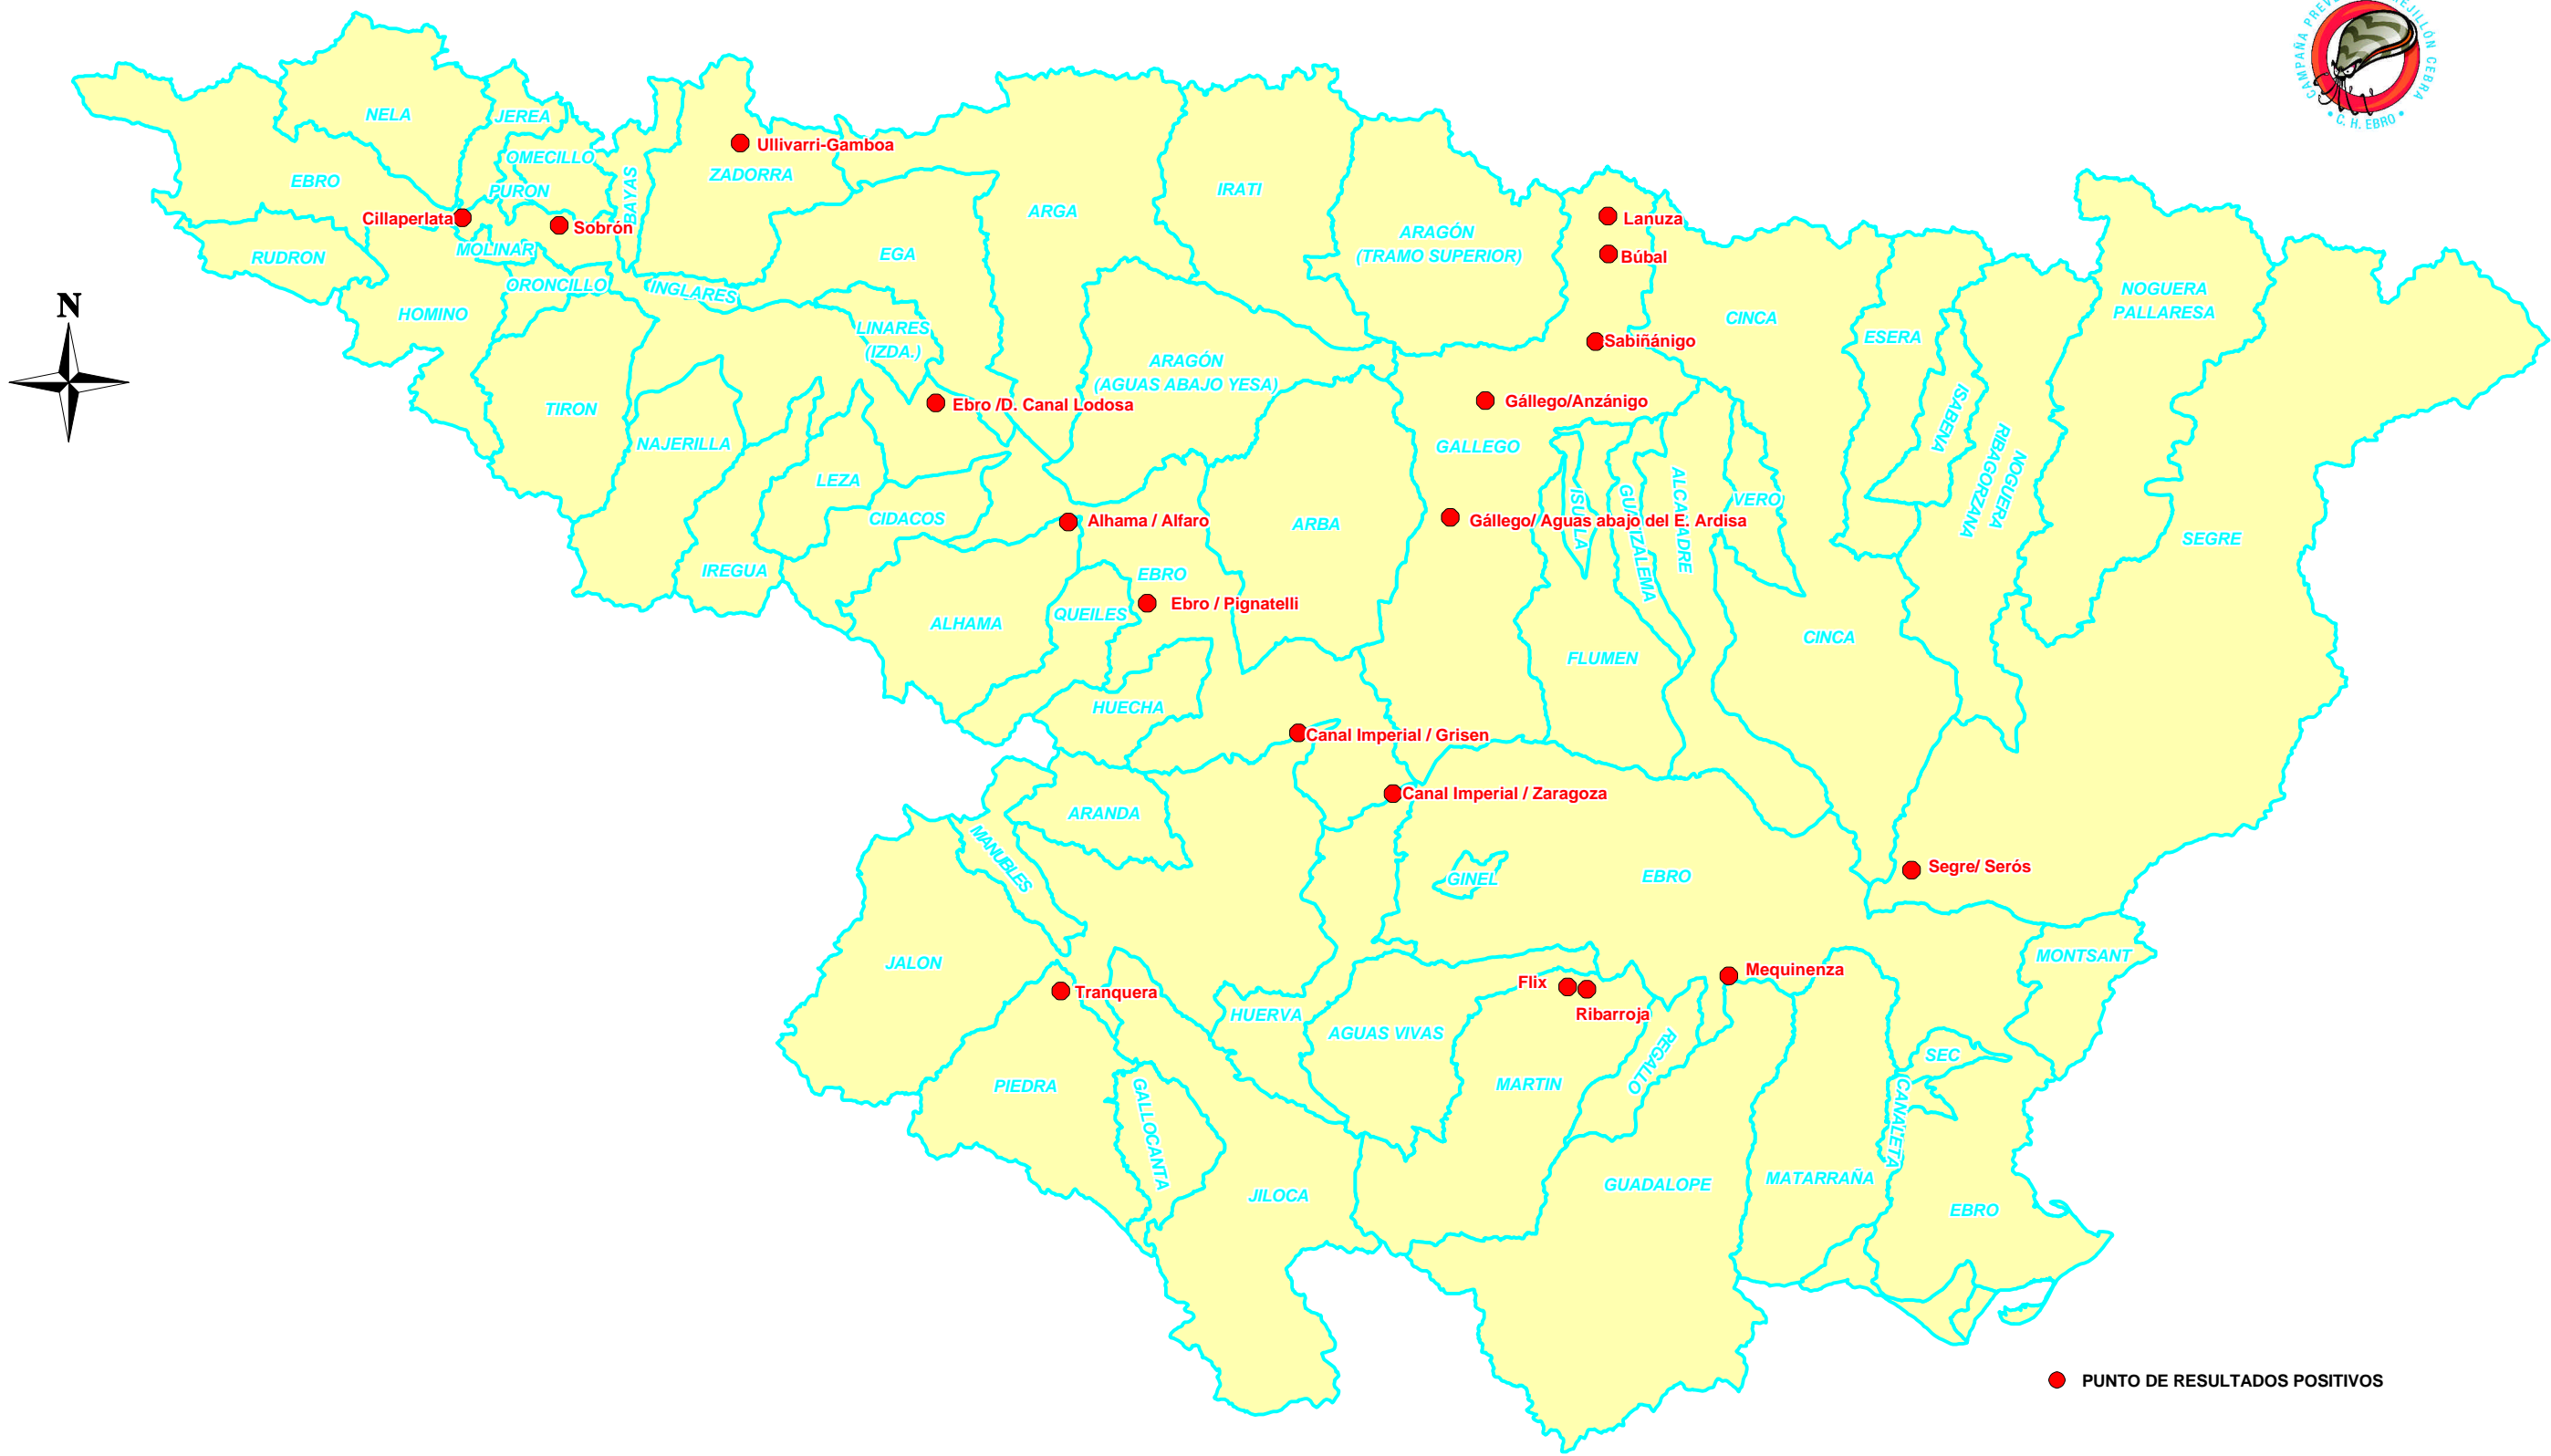 CAMPAÑA
MEJILLÓN CEBRA
• C. H. EBRO •
NELA
JEREA
Ullivarri-Gamboa
OMECILLO
ZADORRA
EBRO
PURON
BAYAS
IRATI
ARGA
Cillaperlata
Sobrón
Lanuza
ARAGÓN
(TRAMO SUPERIOR)
MOLINAR
EGA
RUDRON
Búbal
ORONCILLO
INGLARES
NOGUERA
PALLARESA
N
HOMINO
LINARES
(IZDA.)
CINCA
ESERA
Sabiñánigo
ARAGÓN
(AGUAS ABAJO YESA)
TIRON
Ebro /D. Canal Lodosa
Gállego/Anzánigo
ISABENA
NAJERILLA
GALLEGO
LEZA
NOGUERA
RIBAGORZANA
ISUELA
GUATIZALEMA
ALCANADRE
VERO
CIDACOS
Alhama / Alfaro
ARBA
Gállego/ Aguas abajo del E. Ardisa
SEGRE
IREGUA
EBRO
Ebro / Pignatelli
QUEILES
ALHAMA
CINCA
FLUMEN
HUECHA
Canal Imperial / Grisen
Canal Imperial / Zaragoza
ARANDA
MANUBLES
GINEL
EBRO
Segre/ Serós
JALON
MONTSANT
Mequinenza
Flix
Tranquera
Ribarroja
HUERVA
AGUAS VIVAS
REGALLO
SEC
PIEDRA
MARTIN
GALLOCANTA
CANALETA
GUADALOPE
MATARRAÑA
JILOCA
EBRO
PUNTO DE RESULTADOS POSITIVOS